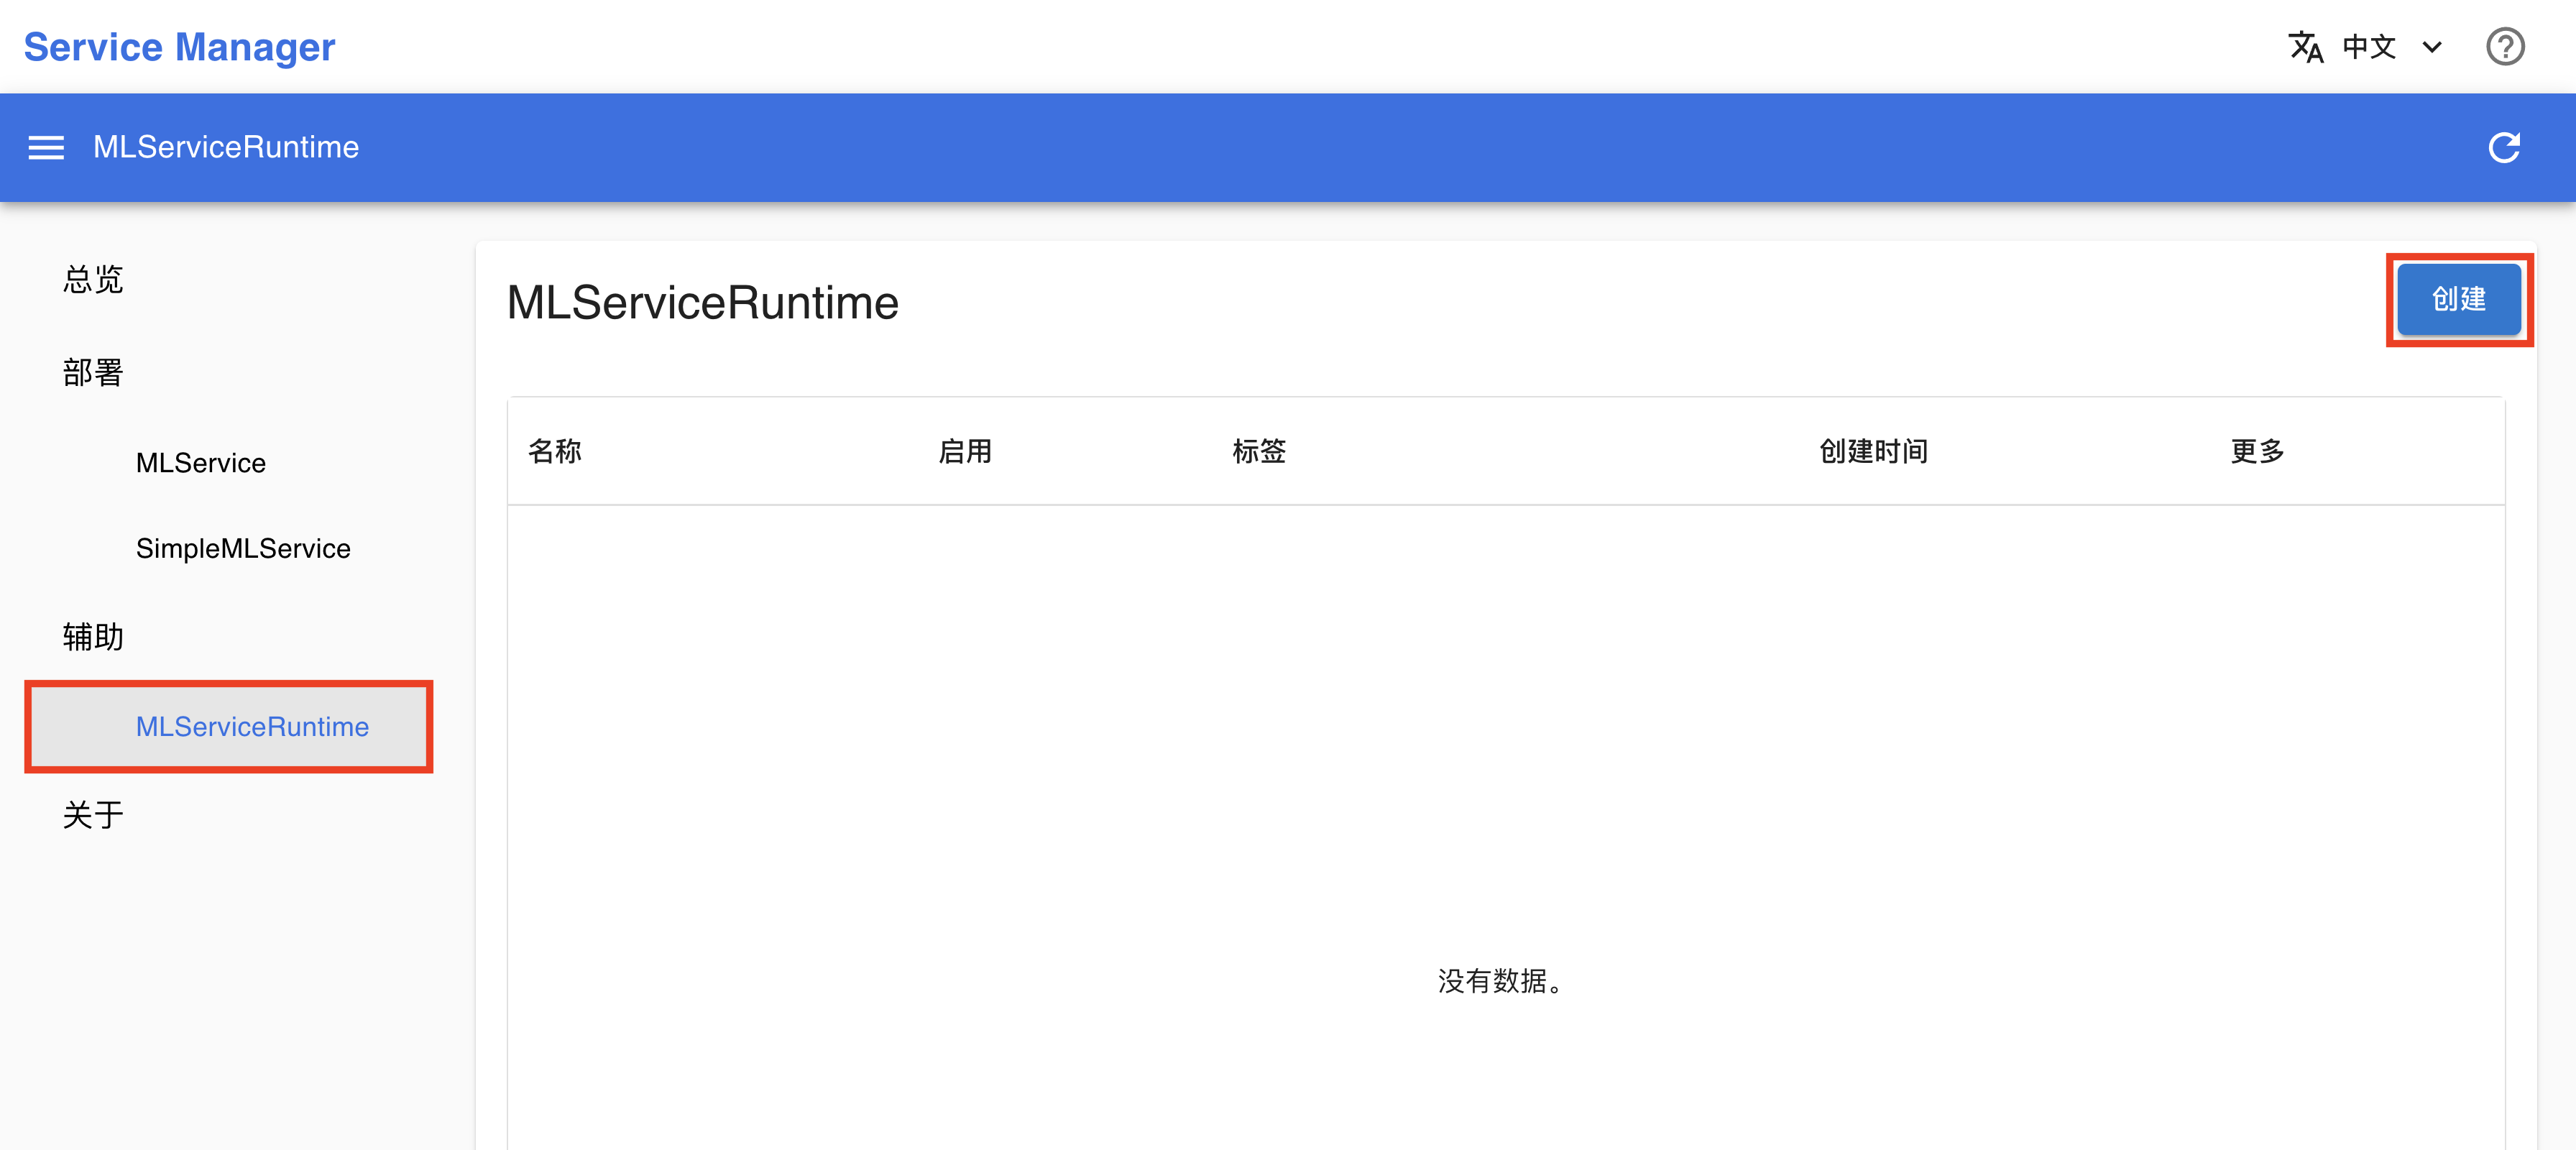 Service Manager
中文
MLServiceRuntime
总览
部署
MLService
SimpleMLService
辅助
MLServiceRuntime
关于
MLServiceRuntime
创建
名称 启用 标签 创建时间 更多
没有数据。